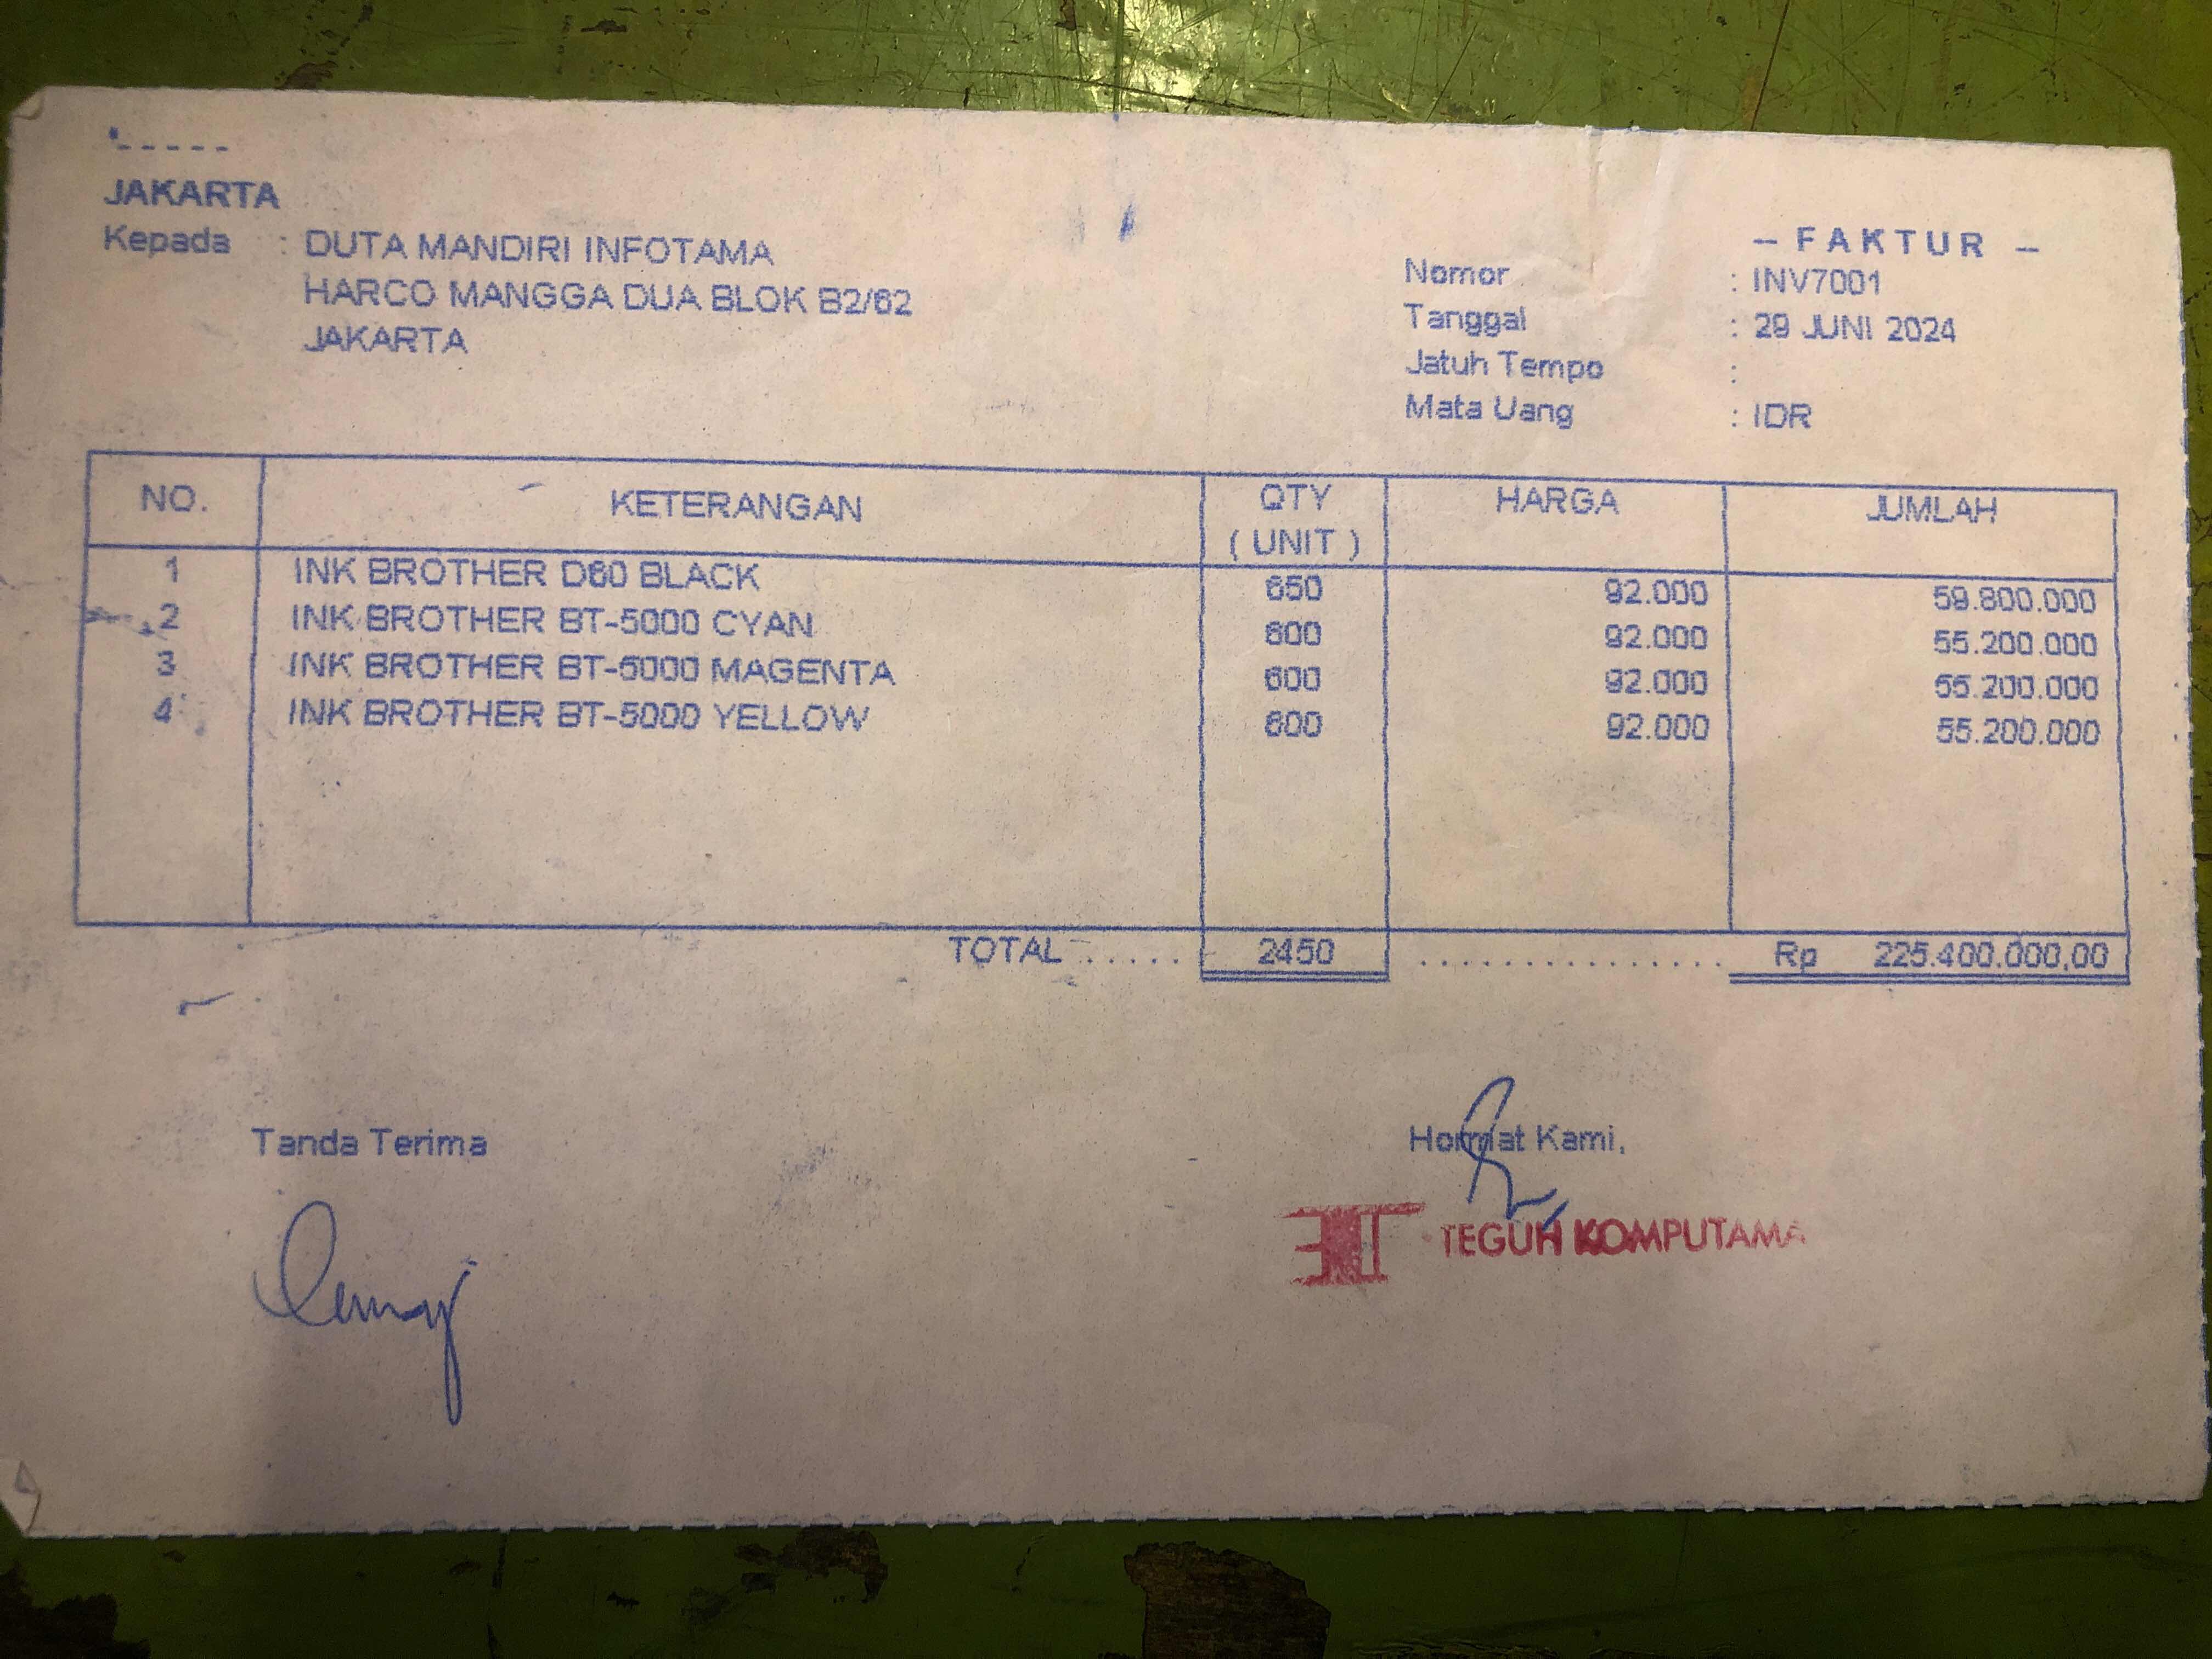 JAKARTA
Kepada : DUTA MANDIRI INFOTAMA
HARCO MANGGA DUA BLOK B2/62
JAKARTA
– FAKTUR –
Nomor : INV7001
Tanggal : 29 JUNI 2024
Jatuh Tempo :
Mata Uang : IDR
NO. KETERANGAN QTY ( UNIT ) HARGA JUMLAH
1 INK BROTHER D60 BLACK 650 92.000 59.800.000
2 INK BROTHER BT-5000 CYAN 600 92.000 55.200.000
3 INK BROTHER BT-5000 MAGENTA 600 92.000 55.200.000
4 INK BROTHER BT-5000 YELLOW 600 92.000 55.200.000
TOTAL ..... 2450 ............... Rp 225.400.000,00
Tanda Terima
Hormat Kami,
TEGUH KOMPUTAMA